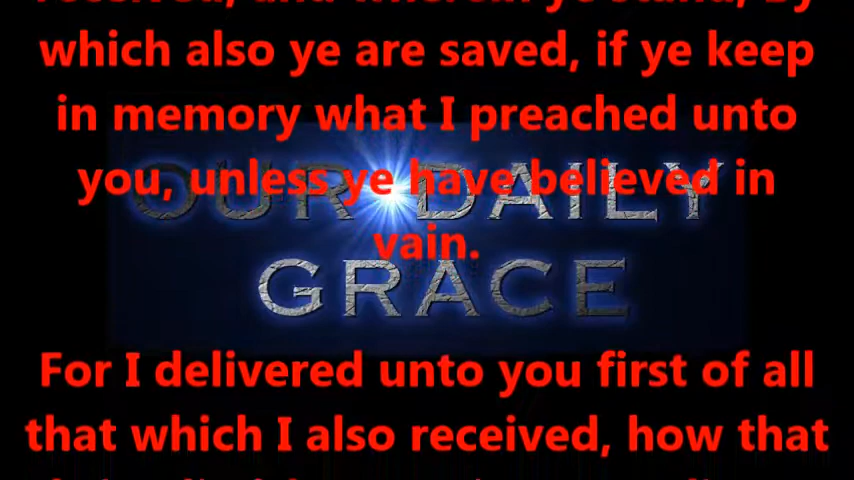 which also ye are saved, if ye keep
in memory what I preached unto
you, unless ye have believed in
vain.
OUR DAILY
GRACE
For I delivered unto you first of all
that which I also received, how that